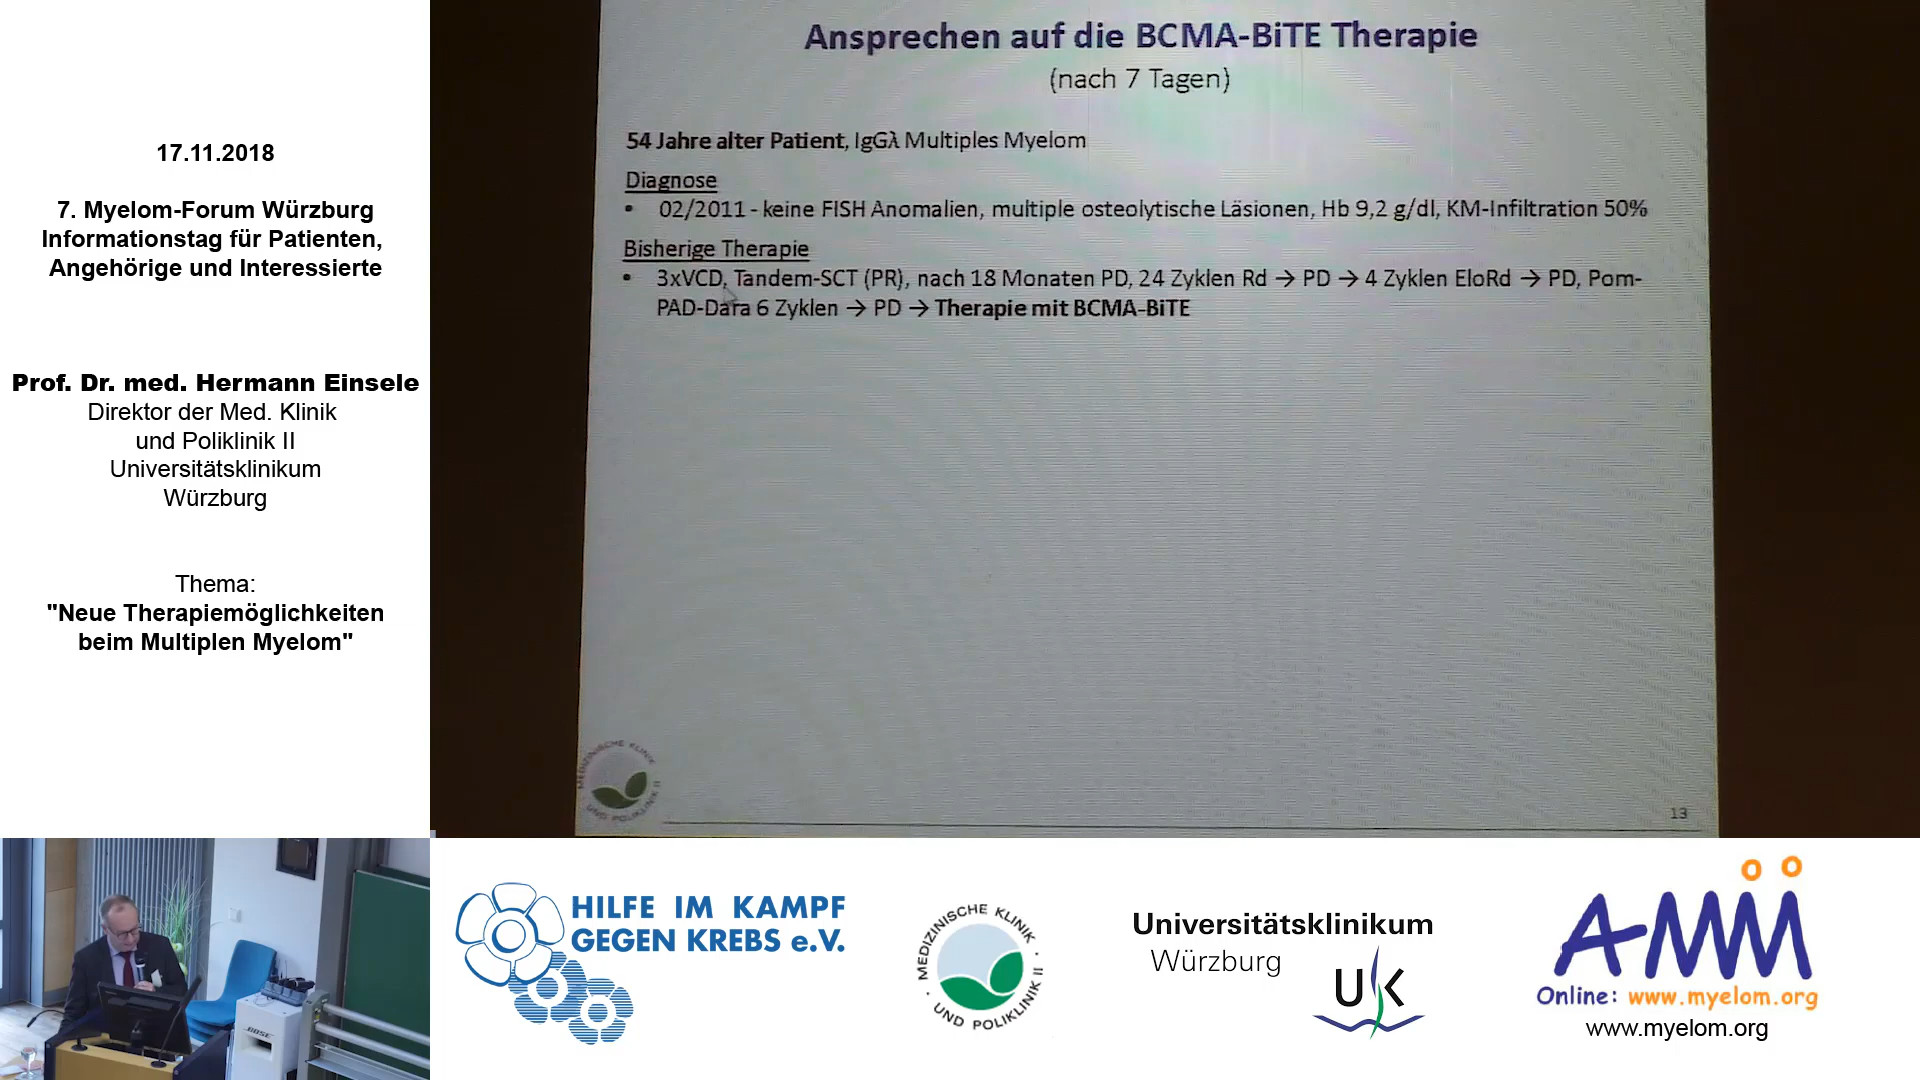 17.11.2018
7. Myelom-Forum Würzburg
Informationstag für Patienten,
Angehörige und Interessierte
Prof. Dr. med. Hermann Einsele
Direktor der Med. Klinik
und Poliklinik II
Universitätsklinikum
Würzburg
Thema:
"Neue Therapiemöglichkeiten
beim Multiplen Myelom"
Ansprechen auf die BCMA-BiTE Therapie
(nach 7 Tagen)
54 Jahre alter Patient, IgGλ Multiples Myelom
Diagnose
• 02/2011 - keine FISH Anomalien, multiple osteolytische Läsionen, Hb 9,2 g/dl, KM-Infiltration 50%
Bisherige Therapie
• 3xVCD, Tandem-SCT (PR), nach 18 Monaten PD, 24 Zyklen Rd → PD → 4 Zyklen EloRd → PD, Pom-
PAD-Dara 6 Zyklen → PD → Therapie mit BCMA-BiTE
MEDIZINISCHE KLINIK
UND POLIKLINIK II
13
BOSE
HILFE IM KAMPF
GEGEN KREBS e.V.
MEDIZINISCHE KLINIK
UND POLIKLINIK II
Universitätsklinikum
Würzburg
UK
AMM
Online: www.myelom.org
www.myelom.org